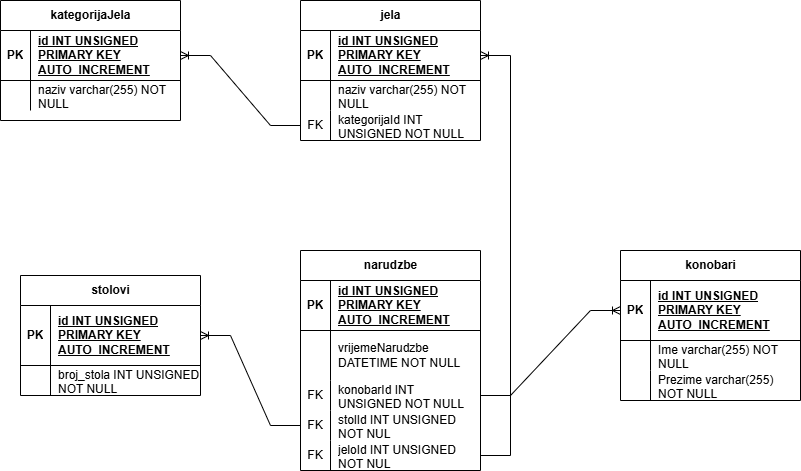 kategorijaJela
PK
id INT UNSIGNED
PRIMARY KEY
AUTO_INCREMENT
naziv varchar(255) NOT
NULL
jela
PK
id INT UNSIGNED
PRIMARY KEY
AUTO_INCREMENT
naziv varchar(255) NOT
NULL
FK
kategorijaId INT
UNSIGNED NOT NULL
stolovi
PK
id INT UNSIGNED
PRIMARY KEY
AUTO_INCREMENT
broj_stola INT UNSIGNED
NOT NULL
narudzbe
PK
id INT UNSIGNED
PRIMARY KEY
AUTO_INCREMENT
vrijemeNarudzbe
DATETIME NOT NULL
FK
konobarId INT
UNSIGNED NOT NULL
FK
stolId INT UNSIGNED
NOT NUL
FK
jeloId INT UNSIGNED
NOT NUL
konobari
PK
id INT UNSIGNED
PRIMARY KEY
AUTO_INCREMENT
Ime varchar(255) NOT
NULL
Prezime varchar(255)
NOT NULL